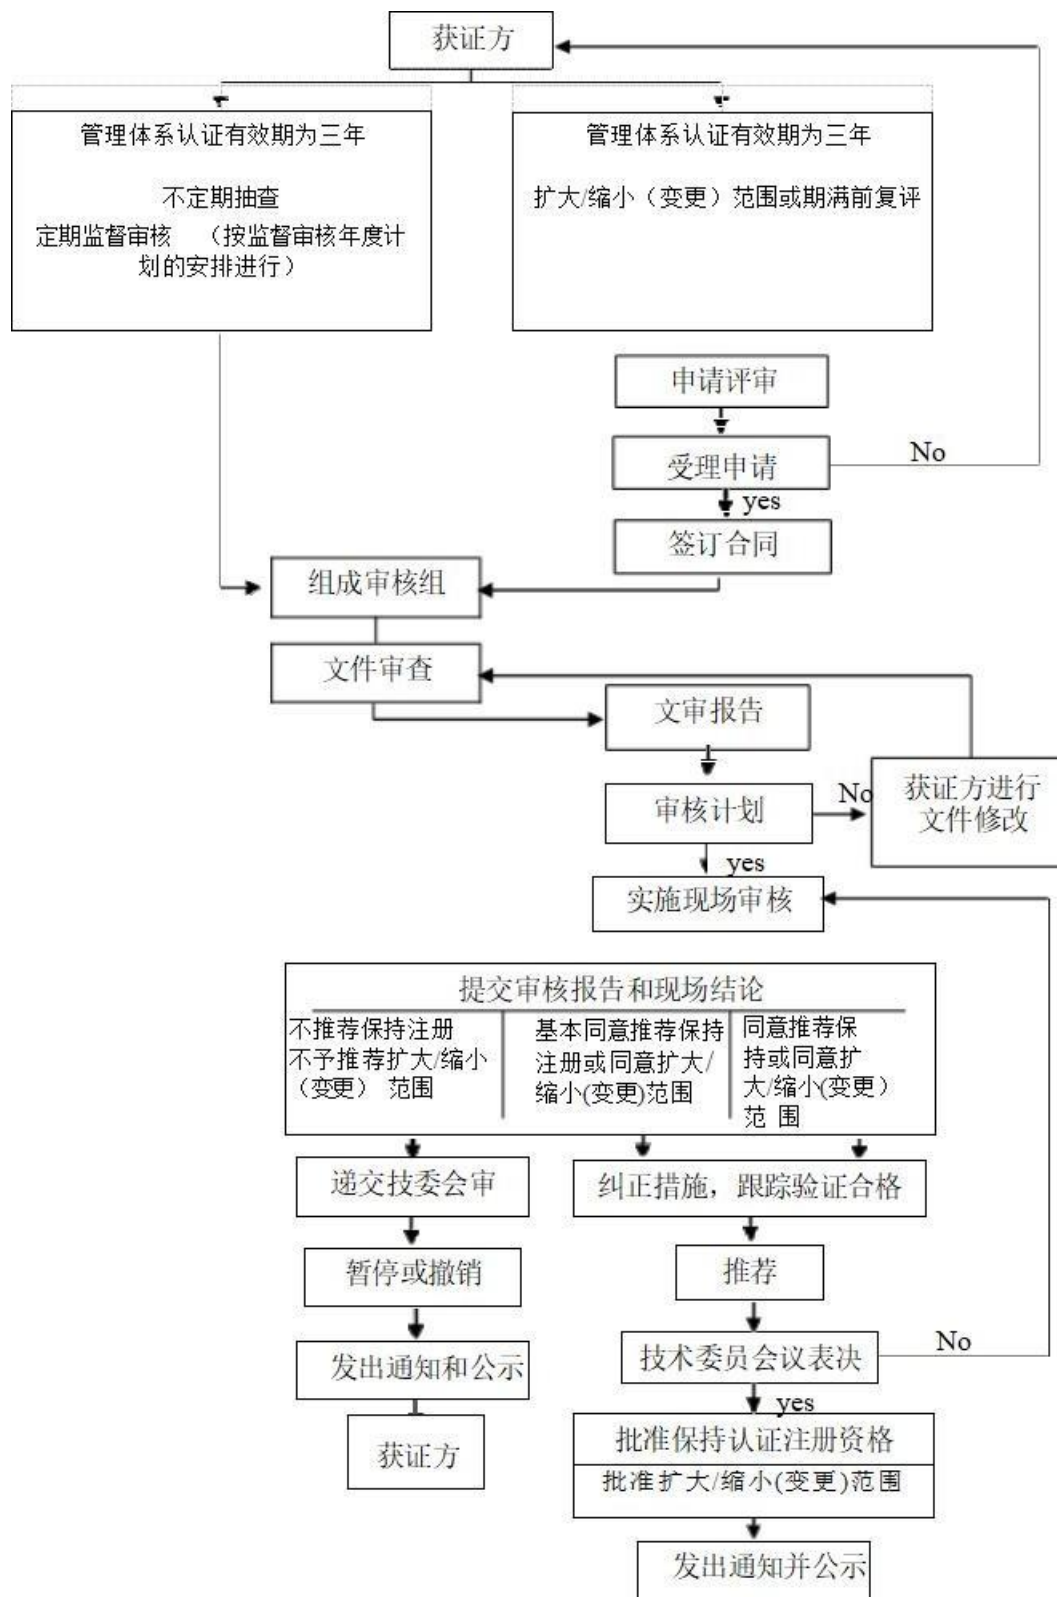 获证方
管理体系认证有效期为三年
不定期抽查
定期监督审核 （按监督审核年度计
划的安排进行）
管理体系认证有效期为三年
扩大/缩小（变更）范围或期满前复评
申请评审
受理申请
No
yes
签订合同
组成审核组
文件审查
文审报告
审核计划
No
获证方进行
文件修改
yes
实施现场审核
提交审核报告和现场结论
不推荐保持注册
不予推荐扩大/缩小
（变更） 范围
基本同意推荐保持
注册或同意扩大/
缩小(变更)范围
同意推荐保
持或同意扩
大/缩小(变更）
范 围
递交技委会审
纠正措施，跟踪验证合格
暂停或撤销
推荐
发出通知和公示
技术委员会议表决
No
yes
获证方
批准保持认证注册资格
批准扩大/缩小(变更)范围
发出通知并公示